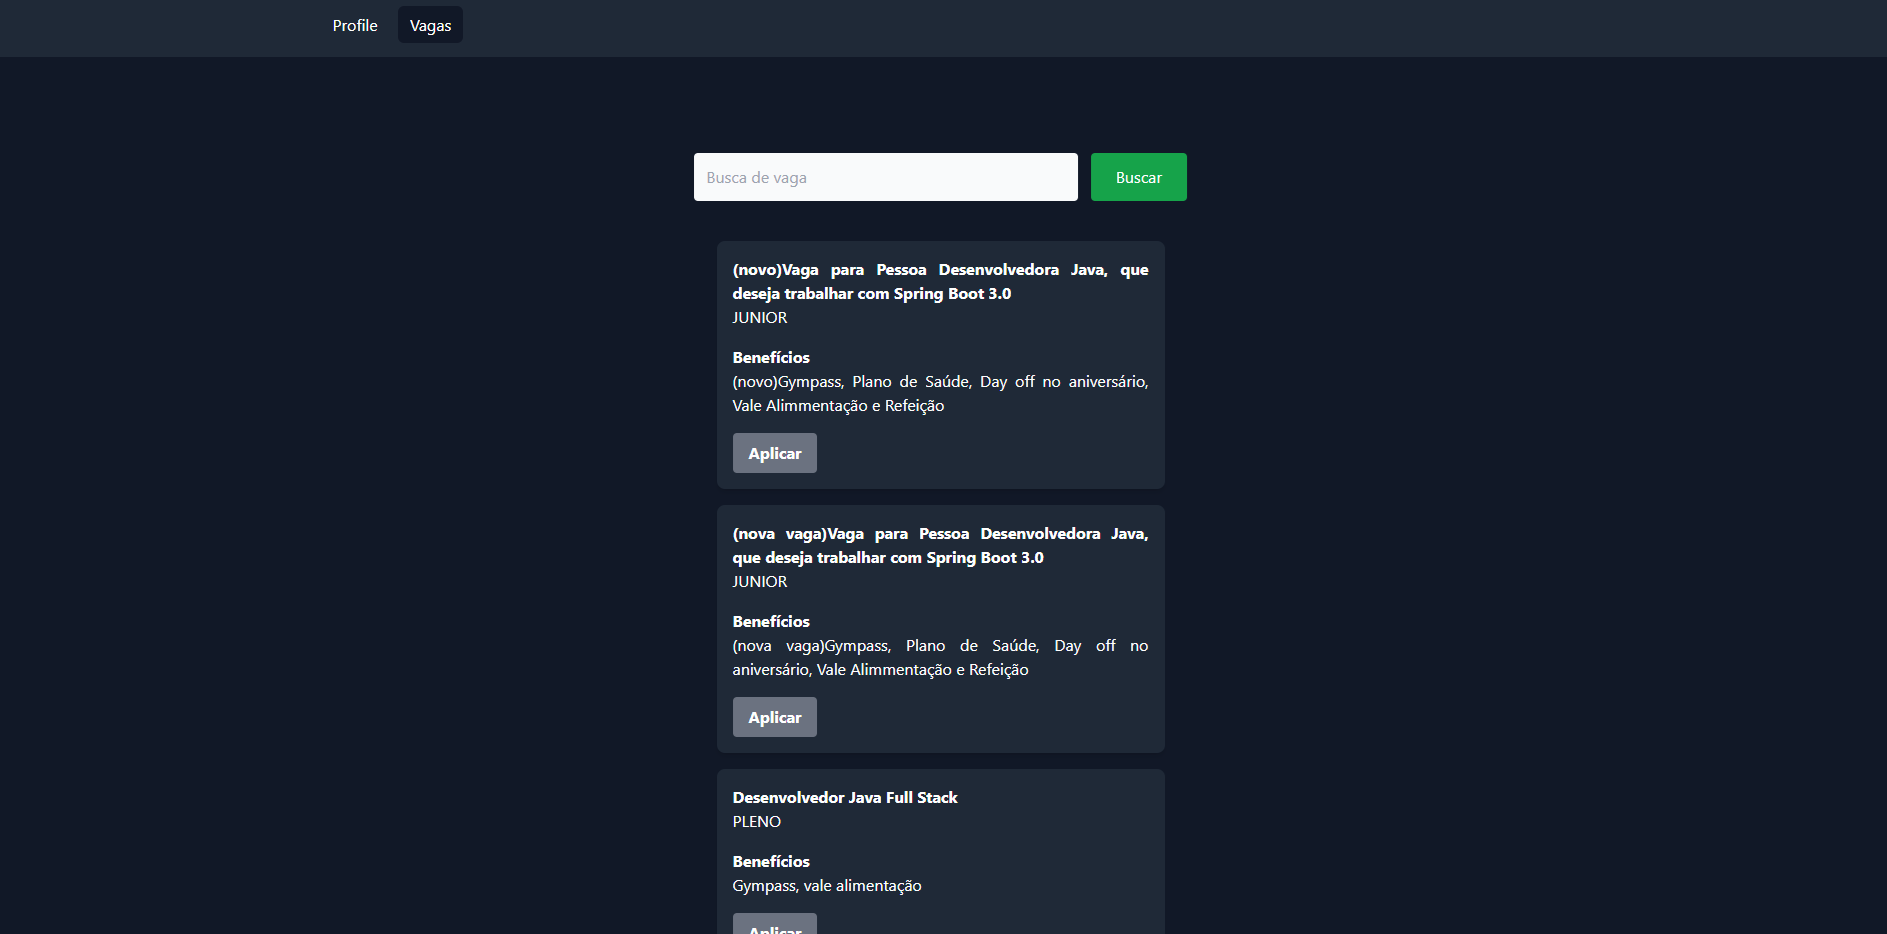 Profile Vagas
Busca de vaga Buscar
(novo)Vaga para Pessoa Desenvolvedora Java, que
deseja trabalhar com Spring Boot 3.0
JUNIOR
Benefícios
(novo)Gympass, Plano de Saúde, Day off no aniversário,
Vale Alimmentação e Refeição
Aplicar
(nova vaga)Vaga para Pessoa Desenvolvedora Java,
que deseja trabalhar com Spring Boot 3.0
JUNIOR
Benefícios
(nova vaga)Gympass, Plano de Saúde, Day off no
aniversário, Vale Alimmentação e Refeição
Aplicar
Desenvolvedor Java Full Stack
PLENO
Benefícios
Gympass, vale alimentação
Aplicar